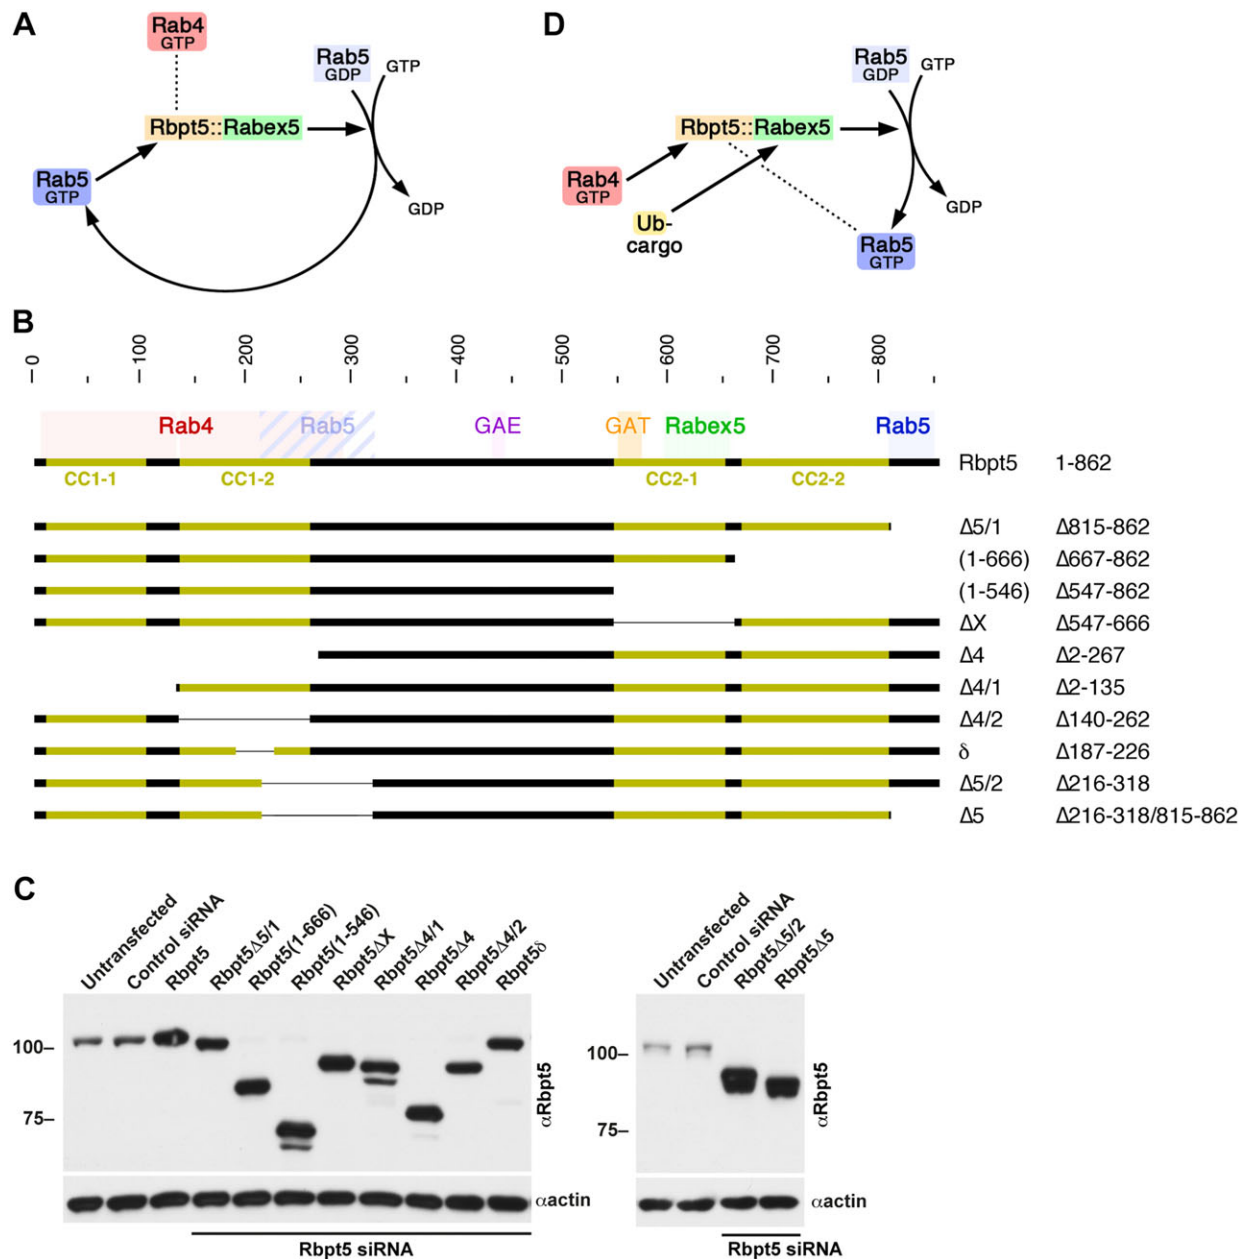 A
Rab4
GTP
Rab5
GDP
GTP
Rbpt5::Rabex5
Rab5
GTP
GDP
D
Rab5
GDP
GTP
Rbpt5::Rabex5
Rab4
GTP
Ub-
cargo
GDP
Rab5
GTP
B
0 100 200 300 400 500 600 700 800
Rab4 Rab5 GAE GAT Rabex5 Rab5
CC1-1 CC1-2 CC2-1 CC2-2
Rbpt5 1-862
Δ5/1 Δ815-862
(1-666) Δ667-862
(1-546) Δ547-862
ΔX Δ547-666
Δ4 Δ2-267
Δ4/1 Δ2-135
Δ4/2 Δ140-262
δ Δ187-226
Δ5/2 Δ216-318
Δ5 Δ216-318/815-862
C
Untransfected
Control siRNA
Rbpt5
Rbpt5Δ5/1
Rbpt5(1-666)
Rbpt5(1-546)
Rbpt5ΔX
Rbpt5Δ4/1
Rbpt5Δ4
Rbpt5Δ4/2
Rbpt5δ
100–
75–
αRbpt5
αactin
Rbpt5 siRNA
Untransfected
Control siRNA
Rbpt5Δ5/2
Rbpt5Δ5
100–
75–
αRbpt5
αactin
Rbpt5 siRNA